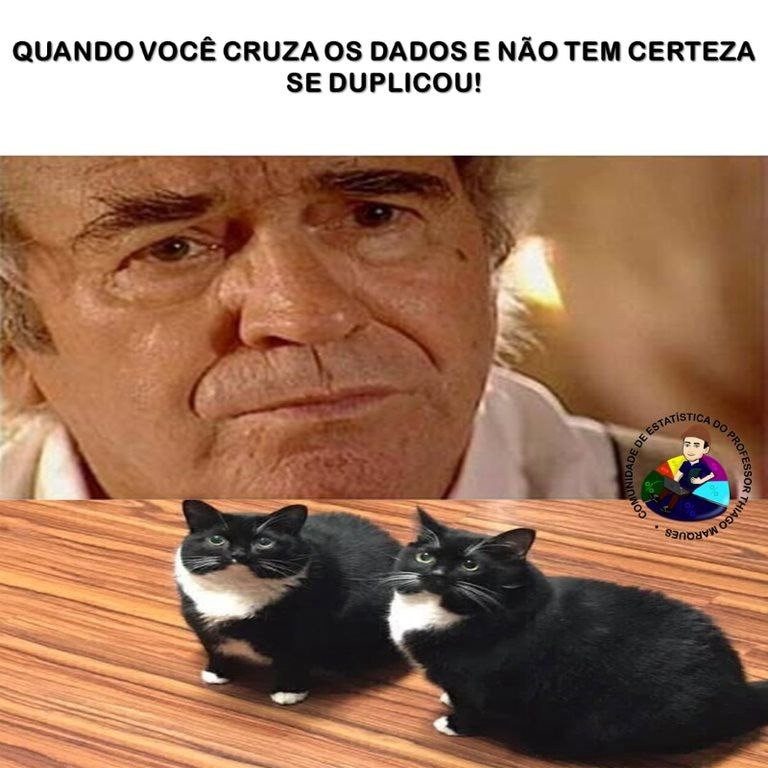 QUANDO VOCÊ CRUZA OS DADOS E NÃO TEM CERTEZA
SE DUPLICOU!
COMUNIDADE DE ESTATÍSTICA DO PROFESSOR THIAGO MARQUES